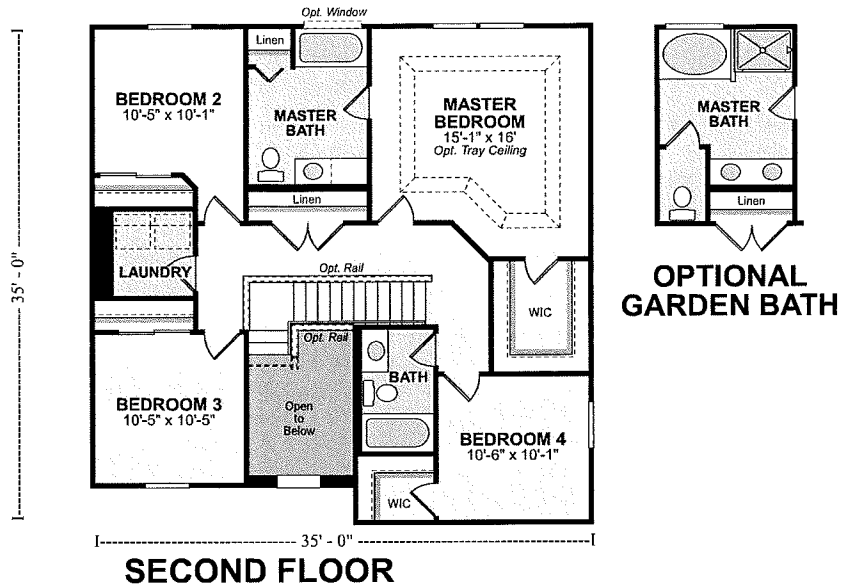 Opt. Window
Linen
BEDROOM 2
10'-5" x 10'-1"
MASTER
BATH
MASTER
BEDROOM
15'-1" x 16'
Opt. Tray Ceiling
Linen
LAUNDRY
Opt. Rail
WIC
Opt. Rail
BATH
BEDROOM 3
10'-5" x 10'-5"
Open
to
Below
BEDROOM 4
10'-6" x 10'-1"
WIC
35' - 0"
35' - 0"
SECOND FLOOR
MASTER
BATH
Linen
OPTIONAL
GARDEN BATH